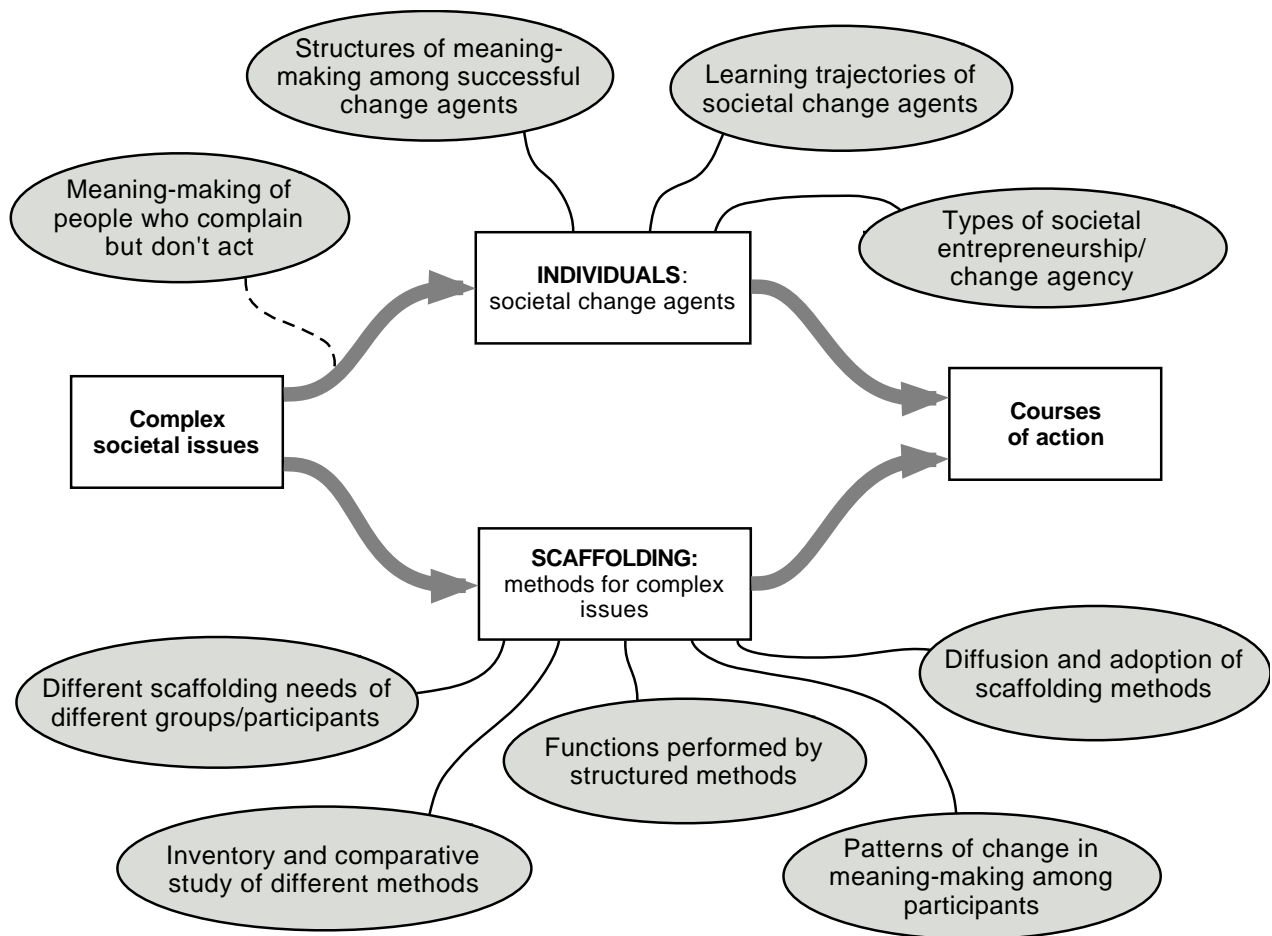 Structures of meaning-
making among successful
change agents
Learning trajectories of
societal change agents
Meaning-making of
people who complain
but don't act
Types of societal
entrepreneurship/
change agency
INDIVIDUALS:
societal change agents
Complex
societal issues
Courses
of action
SCAFFOLDING:
methods for complex
issues
Different scaffolding needs of
different groups/participants
Diffusion and adoption of
scaffolding methods
Functions performed by
structured methods
Inventory and comparative
study of different methods
Patterns of change in
meaning-making among
participants